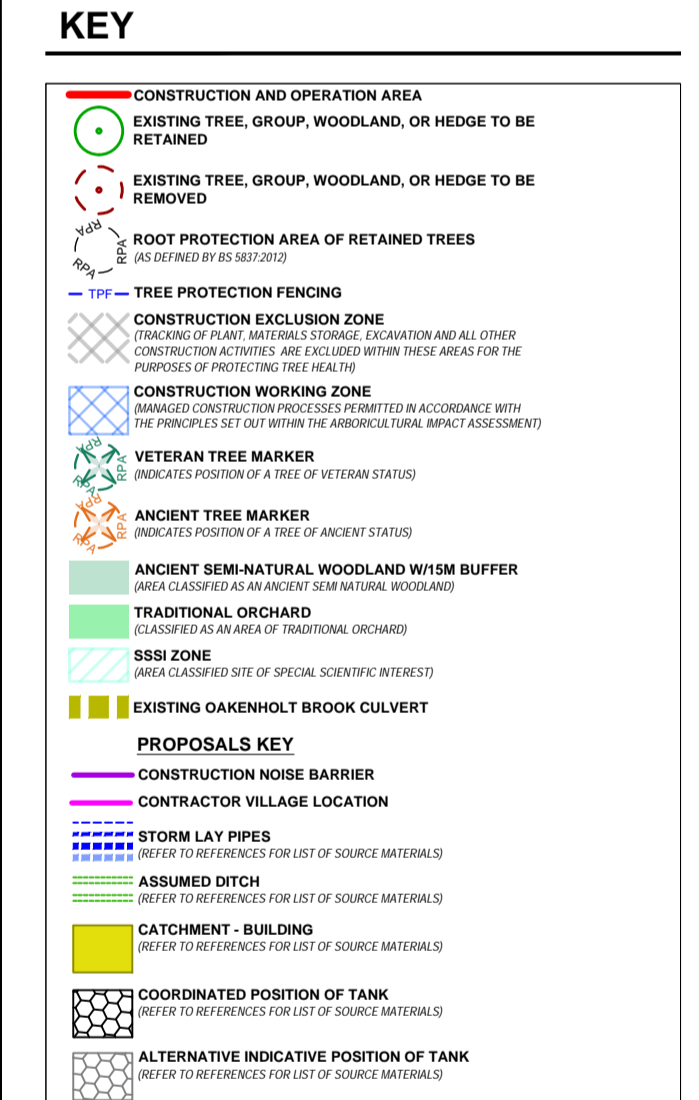 KEY
CONSTRUCTION AND OPERATION AREA
EXISTING TREE, GROUP, WOODLAND, OR HEDGE TO BE
RETAINED
EXISTING TREE, GROUP, WOODLAND, OR HEDGE TO BE
REMOVED
RPA
RPA
RPA
ROOT PROTECTION AREA OF RETAINED TREES
(AS DEFINED BY BS 5837:2012)
TPF
TREE PROTECTION FENCING
CONSTRUCTION EXCLUSION ZONE
(TRACKING OF PLANT, MATERIALS STORAGE, EXCAVATION AND ALL OTHER
CONSTRUCTION ACTIVITIES ARE EXCLUDED WITHIN THESE AREAS FOR THE
PURPOSES OF PROTECTING TREE HEALTH)
CONSTRUCTION WORKING ZONE
(MANAGED CONSTRUCTION PROCESSES PERMITTED IN ACCORDANCE WITH
THE PRINCIPLES SET OUT WITHIN THE ARBORICULTURAL IMPACT ASSESSMENT)
RPA
RPA
RPA
VETERAN TREE MARKER
(INDICATES POSITION OF A TREE OF VETERAN STATUS)
RPA
RPA
RPA
ANCIENT TREE MARKER
(INDICATES POSITION OF A TREE OF ANCIENT STATUS)
ANCIENT SEMI-NATURAL WOODLAND W/15M BUFFER
(AREA CLASSIFIED AS AN ANCIENT SEMI NATURAL WOODLAND)
TRADITIONAL ORCHARD
(CLASSIFIED AS AN AREA OF TRADITIONAL ORCHARD)
SSSI ZONE
(AREA CLASSIFIED SITE OF SPECIAL SCIENTIFIC INTEREST)
EXISTING OAKENHOLT BROOK CULVERT
PROPOSALS KEY
CONSTRUCTION NOISE BARRIER
CONTRACTOR VILLAGE LOCATION
STORM LAY PIPES
(REFER TO REFERENCES FOR LIST OF SOURCE MATERIALS)
ASSUMED DITCH
(REFER TO REFERENCES FOR LIST OF SOURCE MATERIALS)
CATCHMENT - BUILDING
(REFER TO REFERENCES FOR LIST OF SOURCE MATERIALS)
COORDINATED POSITION OF TANK
(REFER TO REFERENCES FOR LIST OF SOURCE MATERIALS)
ALTERNATIVE INDICATIVE POSITION OF TANK
(REFER TO REFERENCES FOR LIST OF SOURCE MATERIALS)